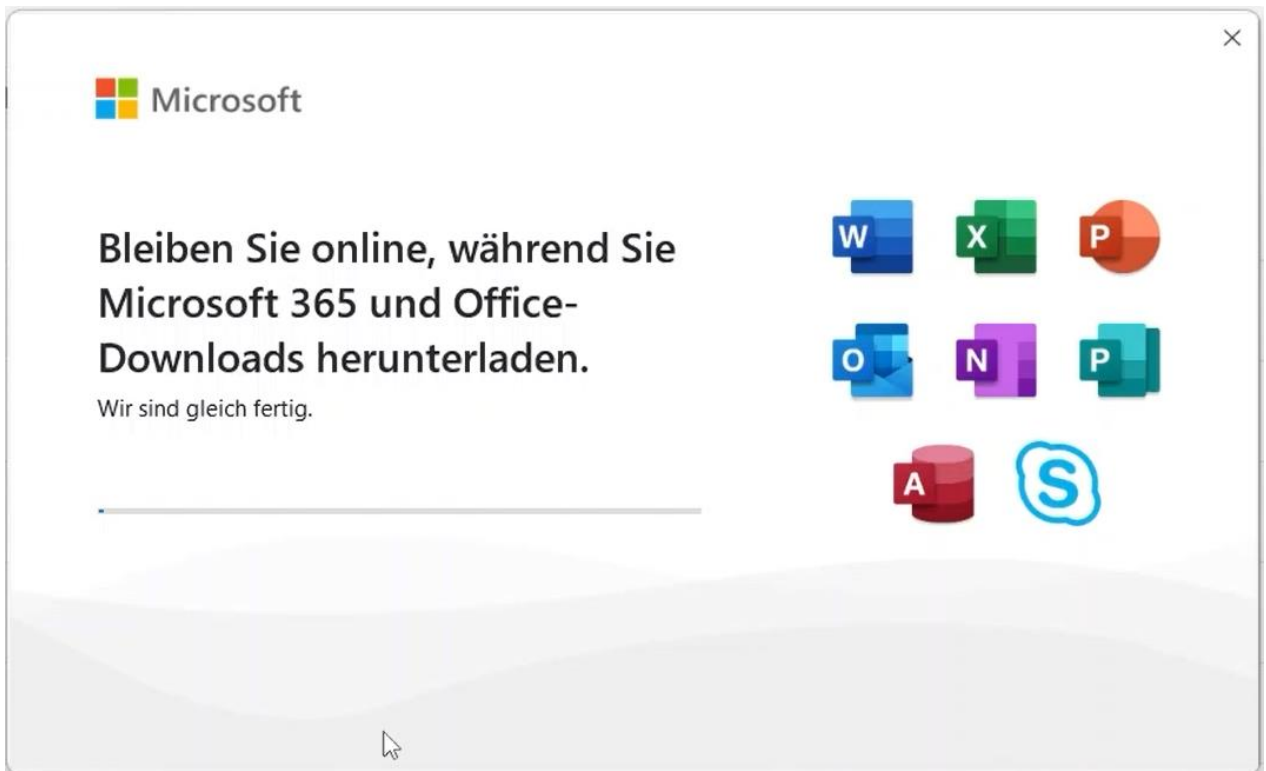 Microsoft
Bleiben Sie online, während Sie
Microsoft 365 und Office-
Downloads herunterladen.
Wir sind gleich fertig.
W X P
O N P
A S